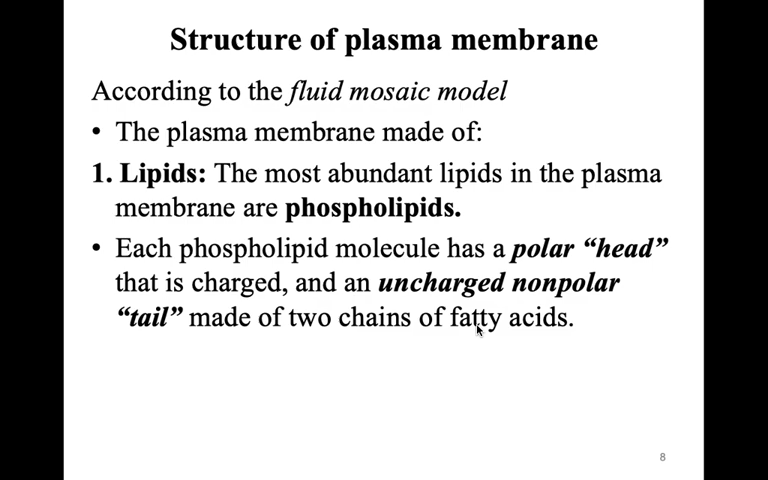 Structure of plasma membrane
According to the fluid mosaic model
• The plasma membrane made of:
1. Lipids: The most abundant lipids in the plasma
membrane are phospholipids.
• Each phospholipid molecule has a polar “head”
that is charged, and an uncharged nonpolar
“tail” made of two chains of fatty acids.
8